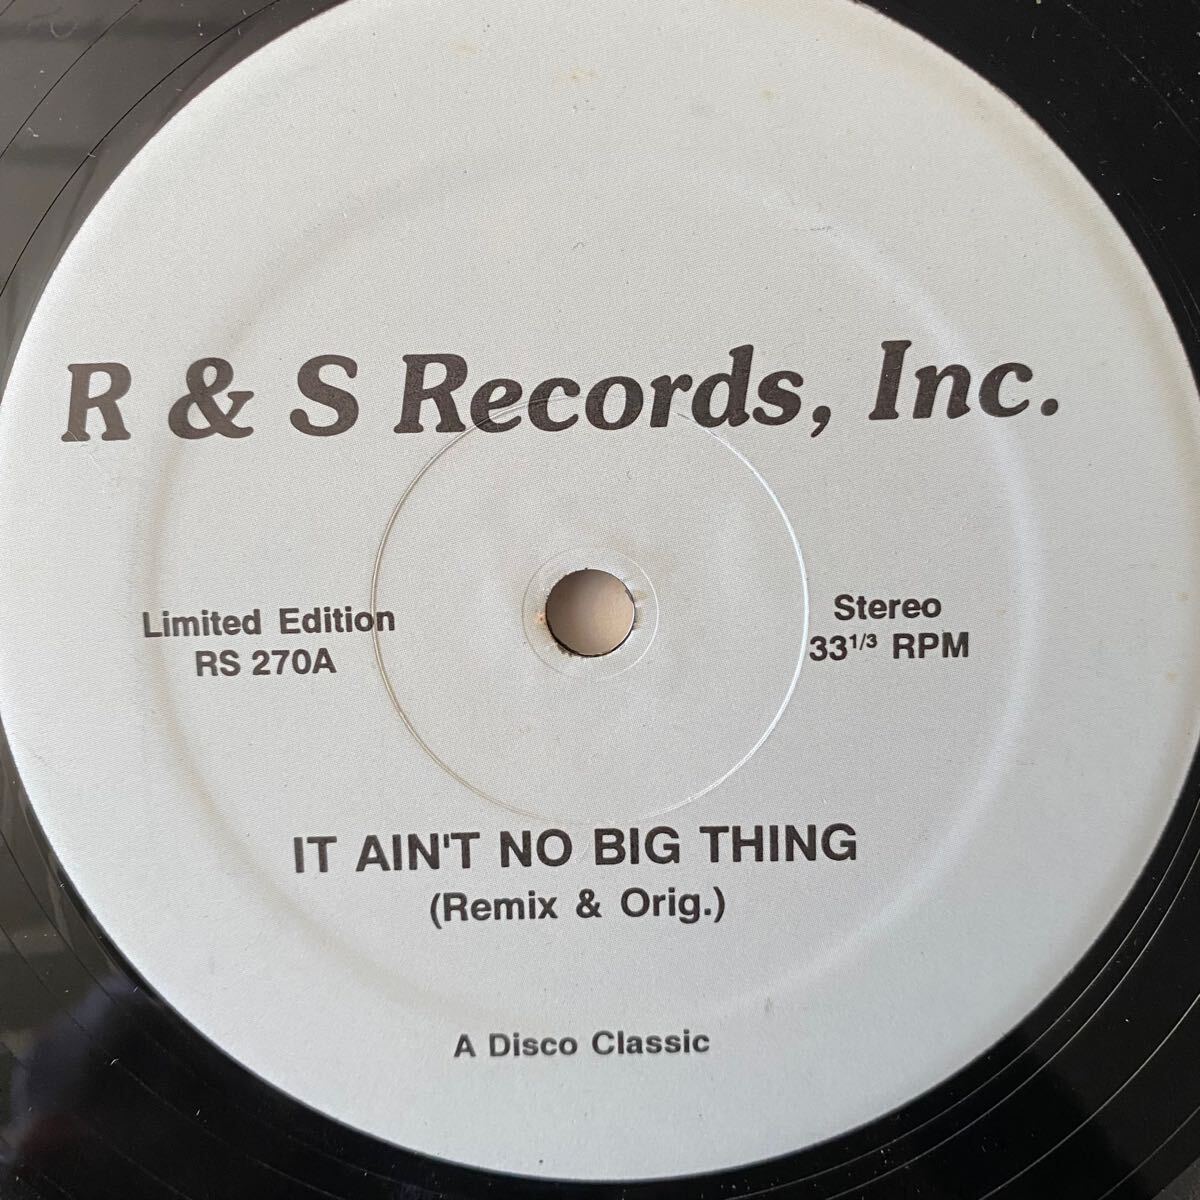 R & S Records, Inc.
Limited Edition
RS 270A
Stereo
33 1/3 RPM
IT AIN'T NO BIG THING
(Remix & Orig.)
A Disco Classic